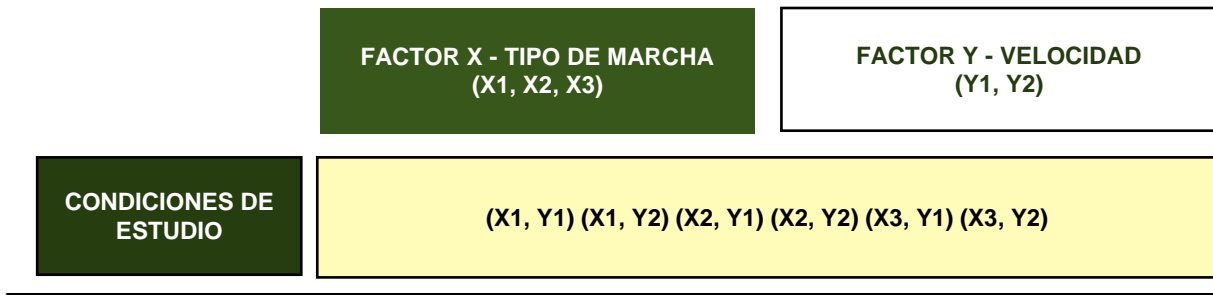 FACTOR X - TIPO DE MARCHA
(X1, X2, X3)
FACTOR Y - VELOCIDAD
(Y1, Y2)
CONDICIONES DE
ESTUDIO
(X1, Y1) (X1, Y2) (X2, Y1) (X2, Y2) (X3, Y1) (X3, Y2)